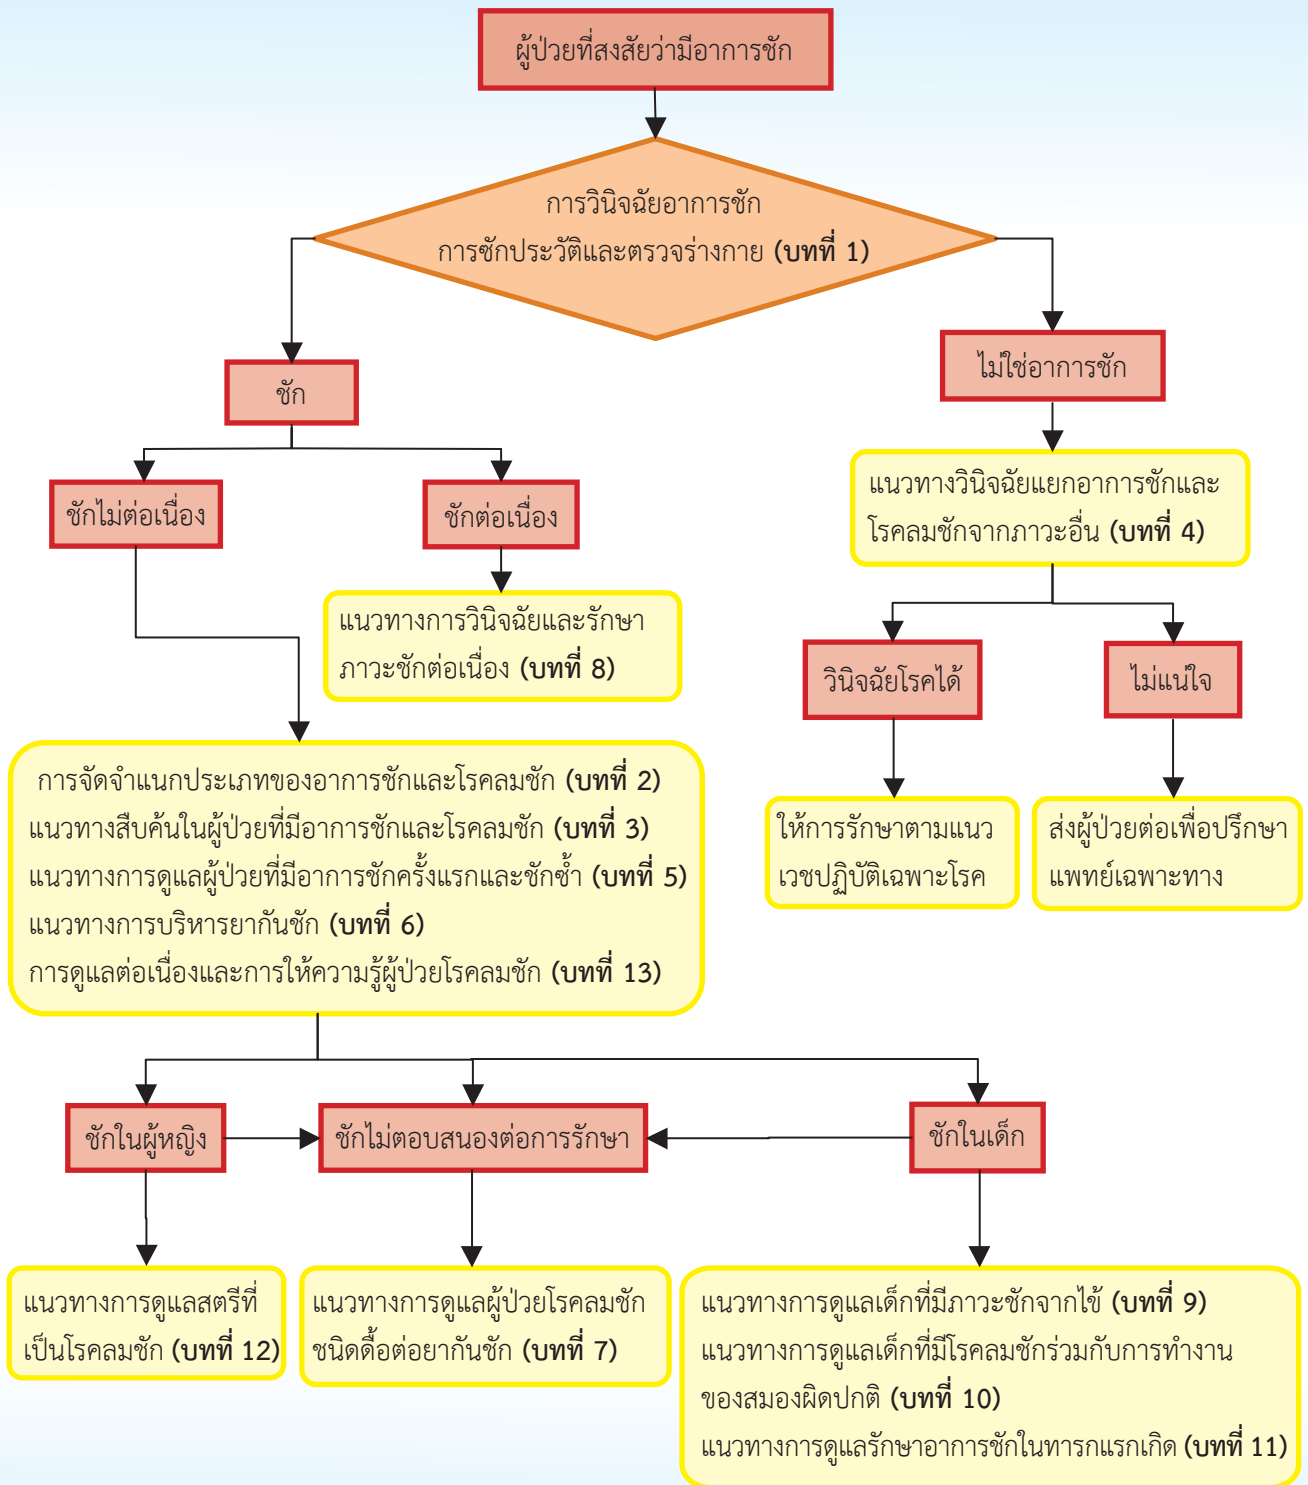 ผู้ป่วยที่สงสัยว่ามีอาการชัก
การวินิจฉัยอาการชัก
การซักประวัติและตรวจร่างกาย (บทที่ 1)
ชัก
ไม่ใช่อาการชัก
ชักไม่ต่อเนื่อง
ชักต่อเนื่อง
แนวทางวินิจฉัยแยกอาการชักและ
โรคลมชักจากภาวะอื่น (บทที่ 4)
แนวทางการวินิจฉัยและรักษา
ภาวะชักต่อเนื่อง (บทที่ 8)
วินิจฉัยโรคได้
ไม่แน่ใจ
การจัดจำแนกประเภทของอาการชักและโรคลมชัก (บทที่ 2)
แนวทางสืบค้นในผู้ป่วยที่มีอาการชักและโรคลมชัก (บทที่ 3)
แนวทางการดูแลผู้ป่วยที่มีอาการชักครั้งแรกและชักซ้ำ (บทที่ 5)
แนวทางการบริหารยากันชัก (บทที่ 6)
การดูแลต่อเนื่องและการให้ความรู้ผู้ป่วยโรคลมชัก (บทที่ 13)
ให้การรักษาตามแนว
เวชปฏิบัติเฉพาะโรค
ส่งผู้ป่วยต่อเพื่อปรึกษา
แพทย์เฉพาะทาง
ชักในผู้หญิง
ชักไม่ตอบสนองต่อการรักษา
ชักในเด็ก
แนวทางการดูแลสตรีที่
เป็นโรคลมชัก (บทที่ 12)
แนวทางการดูแลผู้ป่วยโรคลมชัก
ชนิดดื้อต่อยากันชัก (บทที่ 7)
แนวทางการดูแลเด็กที่มีภาวะชักจากไข้ (บทที่ 9)
แนวทางการดูแลเด็กที่มีโรคลมชักร่วมกับการทำงาน
ของสมองผิดปกติ (บทที่ 10)
แนวทางการดูแลรักษาอาการชักในทารกแรกเกิด (บทที่ 11)